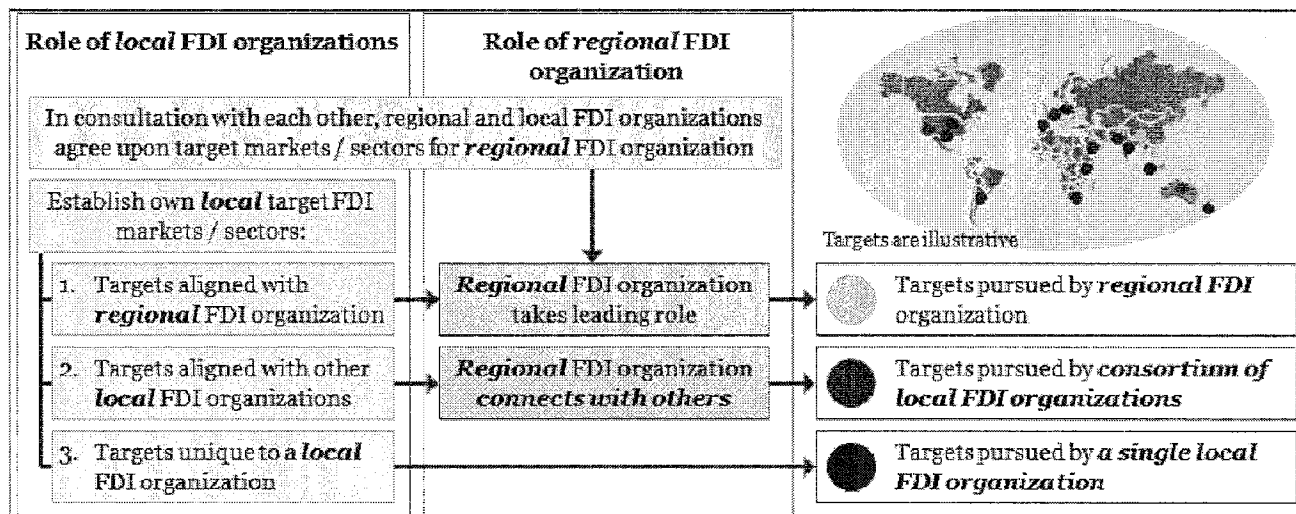 Role of local FDI organizations
Role of regional FDI
organization
In consultation with each other, regional and local FDI organizations
agree upon target markets / sectors for regional FDI organization
Establish own local target FDI
markets / sectors:
1. Targets aligned with
regional FDI organization
Regional FDI organization
takes leading role
2. Targets aligned with other
local FDI organizations
Regional FDI organization
connects with others
3. Targets unique to a local
FDI organization
Targets are illustrative
Targets pursued by regional FDI
organization
Targets pursued by consortium of
local FDI organizations
Targets pursued by a single local
FDI organization